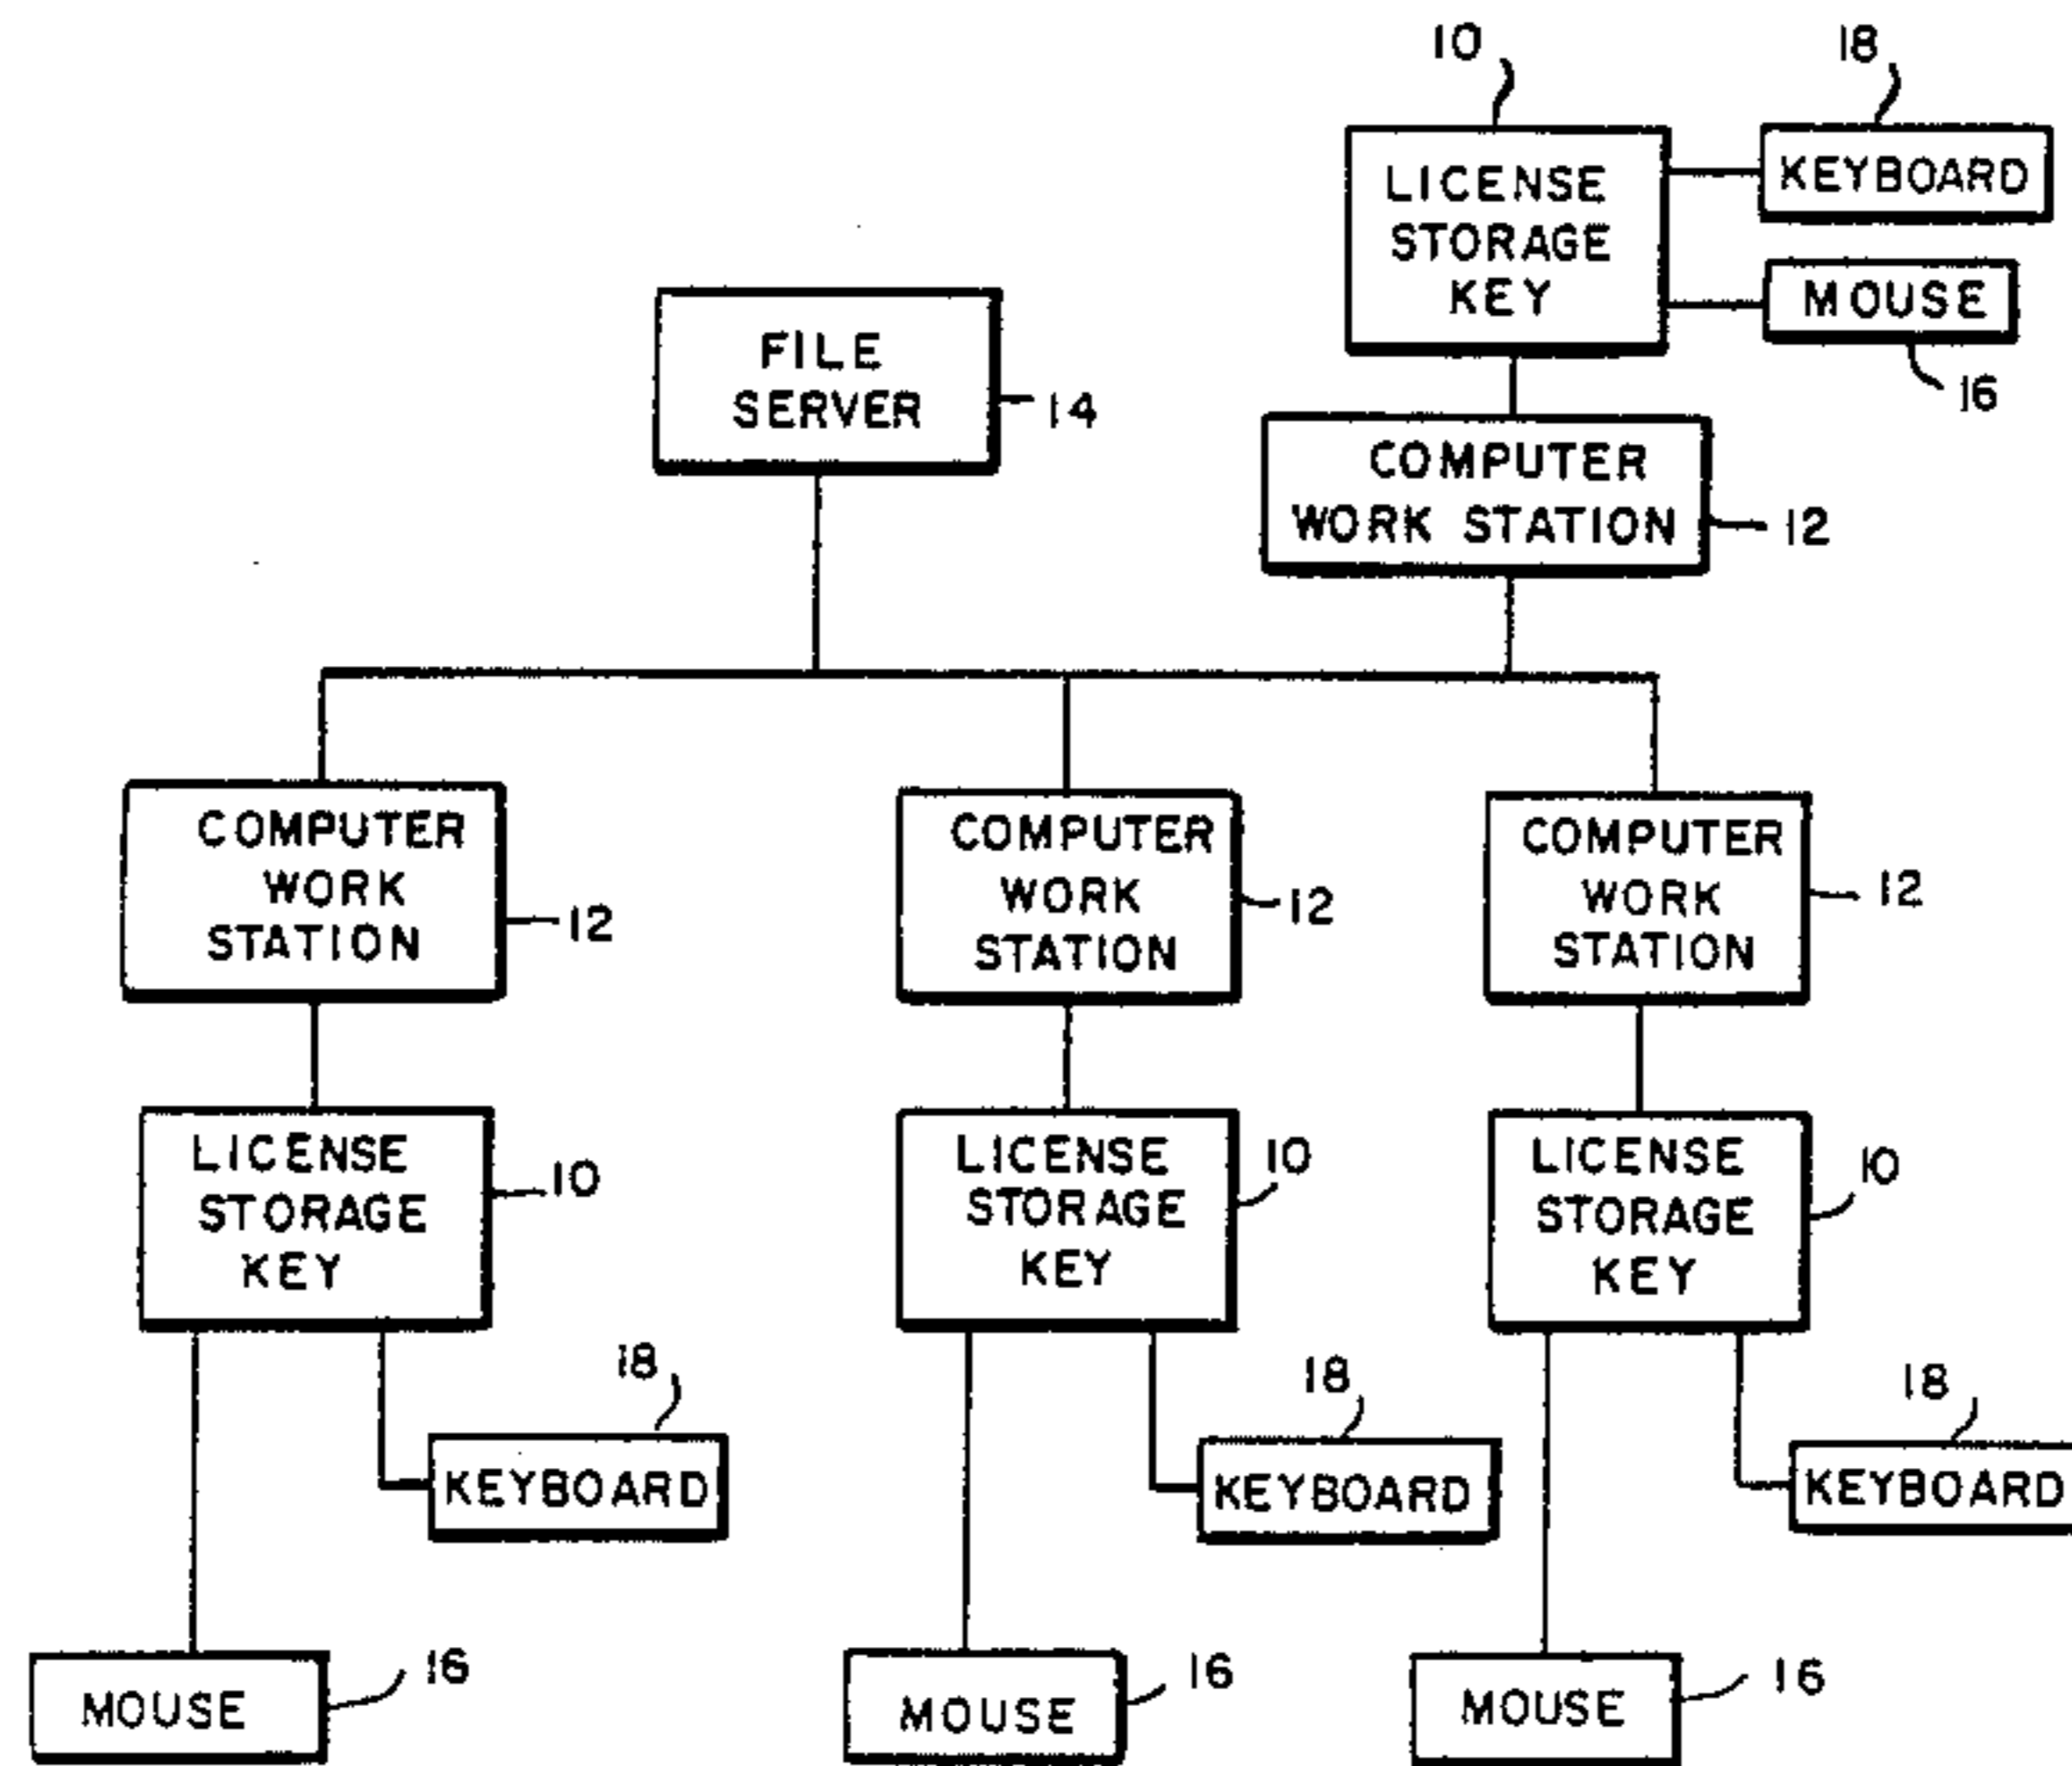 10
18
LICENSE
STORAGE
KEY
KEYBOARD
MOUSE
16
FILE
SERVER
14
COMPUTER
WORK STATION
12
COMPUTER
WORK
STATION
12
COMPUTER
WORK
STATION
12
COMPUTER
WORK
STATION
12
LICENSE
STORAGE
KEY
10
LICENSE
STORAGE
KEY
10
LICENSE
STORAGE
KEY
10
18
KEYBOARD
18
KEYBOARD
18
KEYBOARD
MOUSE
16
MOUSE
16
MOUSE
16